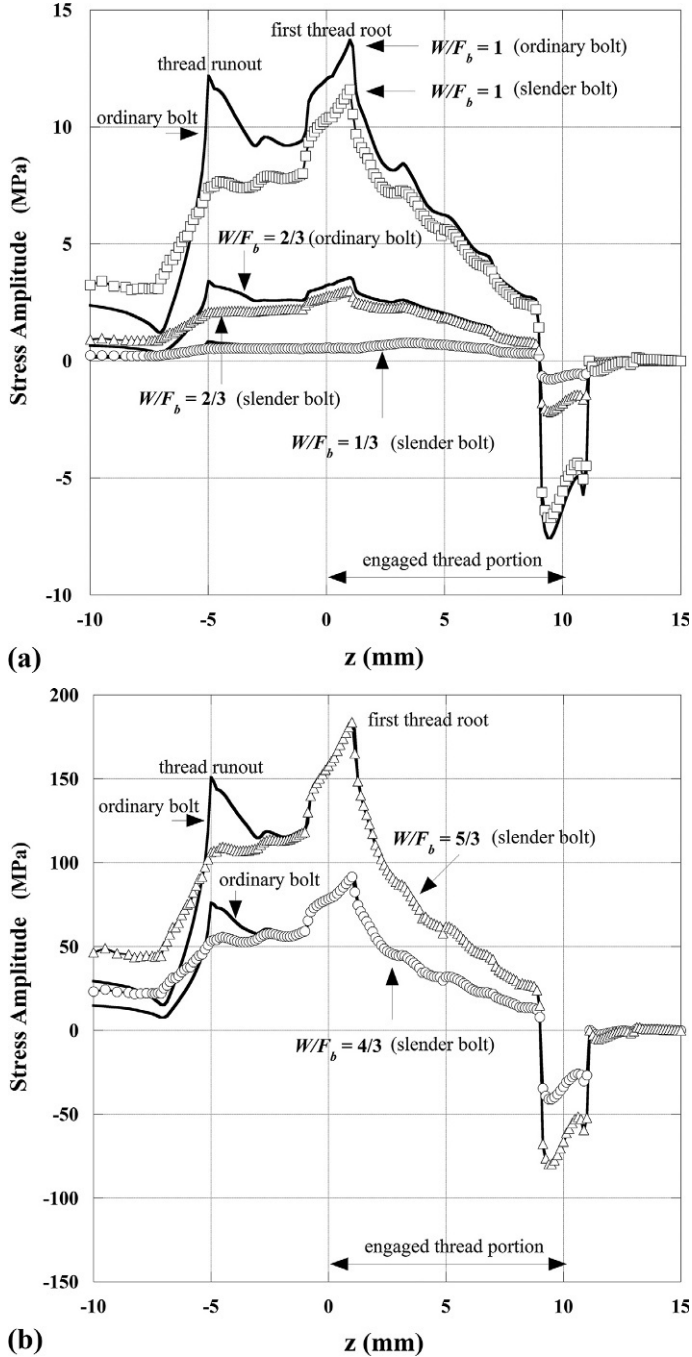 15
10
5
0
-5
-10
Stress Amplitude (MPa)
first thread root
thread runout
ordinary bolt
W/F_b = 1 (ordinary bolt)
W/F_b = 1 (slender bolt)
W/F_b = 2/3 (ordinary bolt)
W/F_b = 2/3 (slender bolt)
W/F_b = 1/3 (slender bolt)
engaged thread portion
-10 -5 0 5 10 15
z (mm)
(a)
200
150
100
50
0
-50
-100
-150
Stress Amplitude (MPa)
first thread root
thread runout
ordinary bolt
ordinary bolt
W/F_b = 5/3 (slender bolt)
W/F_b = 4/3 (slender bolt)
engaged thread portion
-10 -5 0 5 10 15
z (mm)
(b)